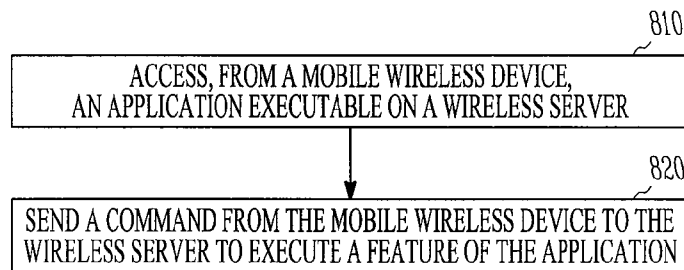 810
ACCESS, FROM A MOBILE WIRELESS DEVICE,
AN APPLICATION EXECUTABLE ON A WIRELESS SERVER
820
SEND A COMMAND FROM THE MOBILE WIRELESS DEVICE TO THE
WIRELESS SERVER TO EXECUTE A FEATURE OF THE APPLICATION